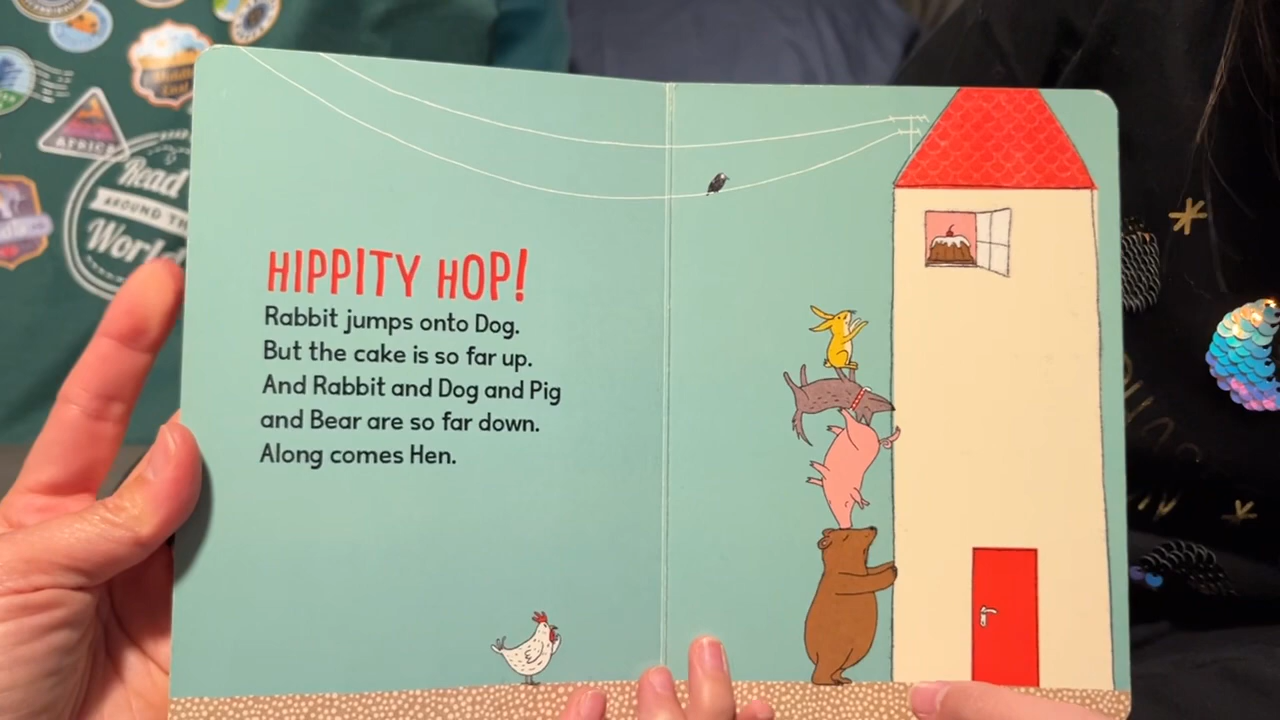 AFRICA
Read
AROUND THE
World
HIPPITY HOP!
Rabbit jumps onto Dog.
But the cake is so far up.
And Rabbit and Dog and Pig
and Bear are so far down.
Along comes Hen.